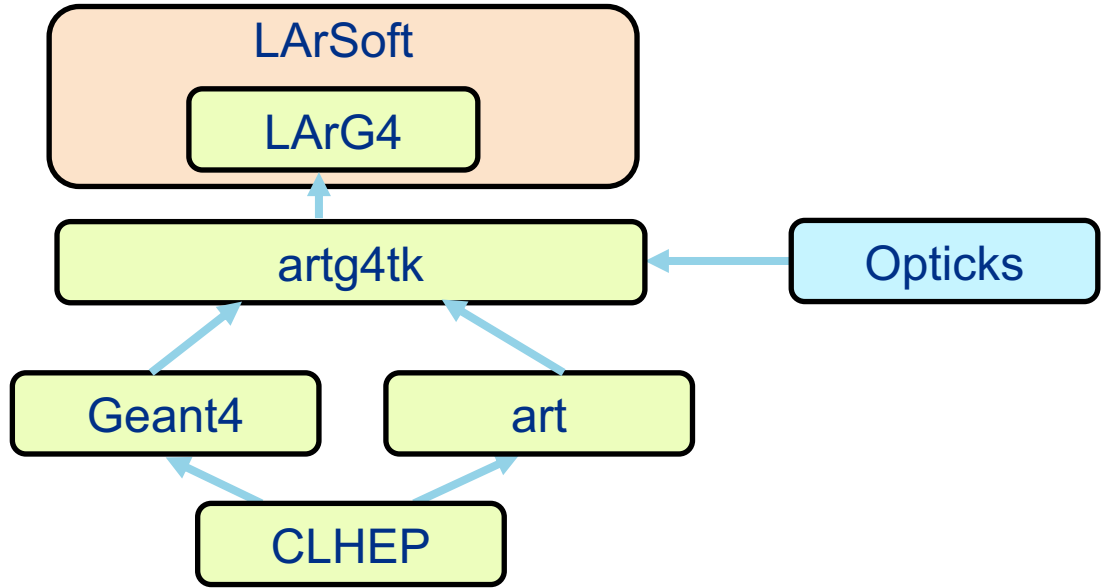 LArSoft
LArG4
artg4tk
Opticks
Geant4
art
CLHEP